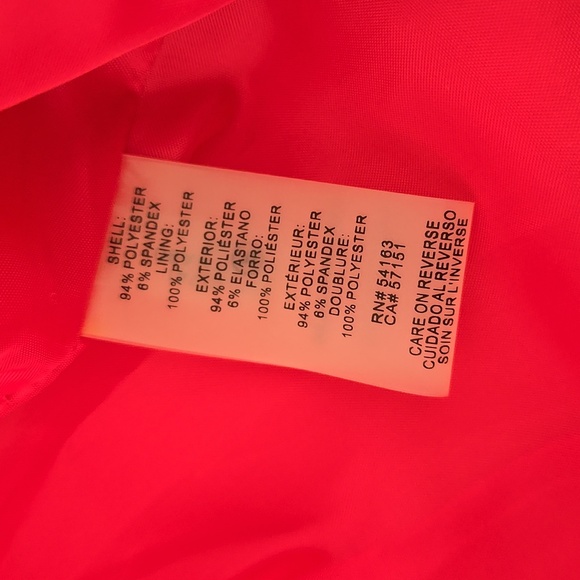 SHELL:
94% POLYESTER
6% SPANDEX
LINING:
100% POLYESTER
EXTERIOR:
94% POLIÉSTER
6% ELASTANO
FORRO:
100% POLIÉSTER
EXTÉRIEUR:
94% POLYESTER
6% SPANDEX
DOUBLURE:
100% POLYESTER
RN# 54163
CA# 57151
CARE ON REVERSE
CUIDADO AL REVERSO
SOIN SUR L'INVERSE